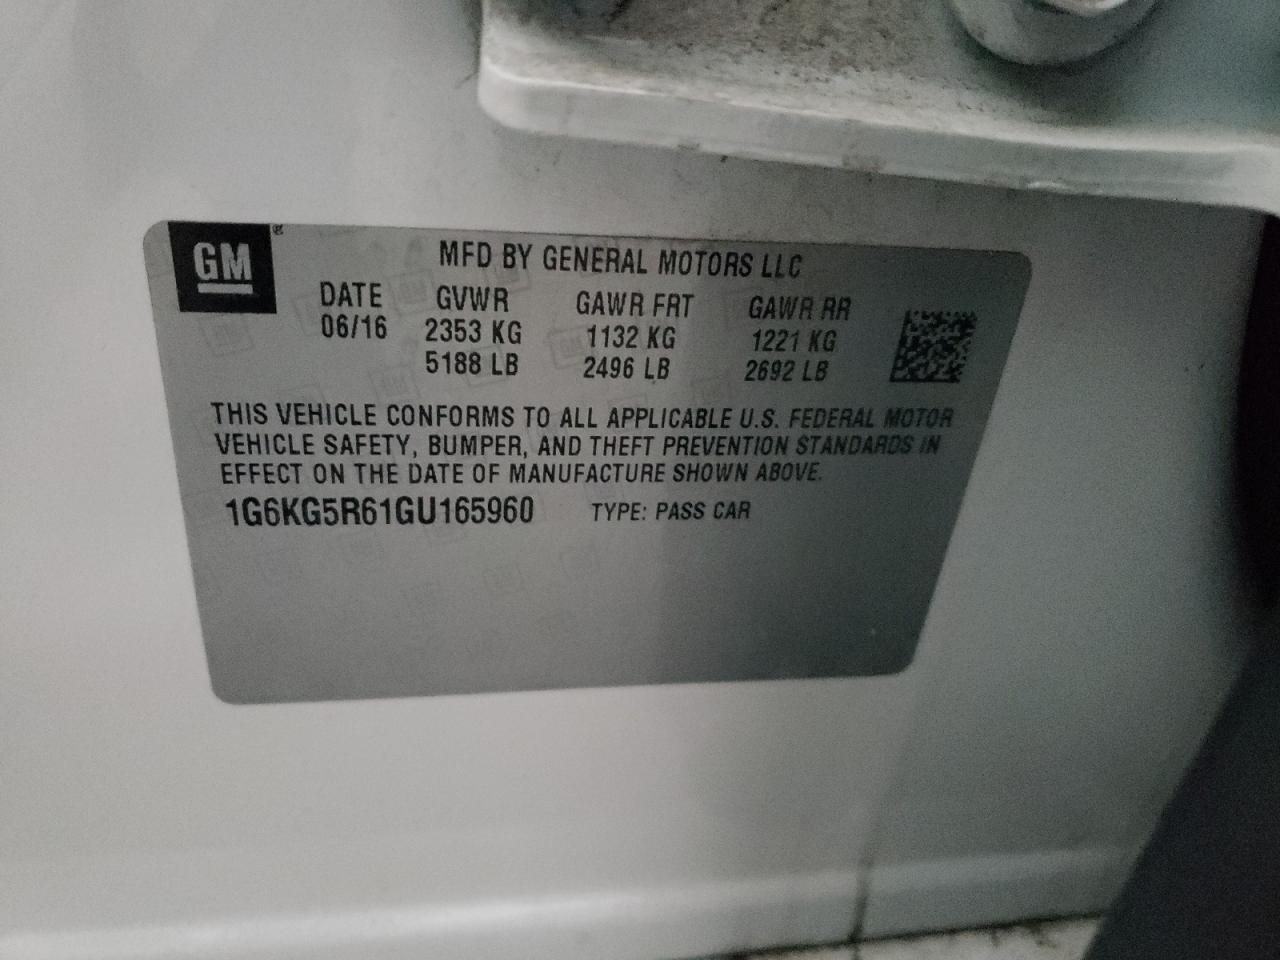 GM ®
MFD BY GENERAL MOTORS LLC
DATE GVWR GAWR FRT GAWR RR
06/16 2353 KG 1132 KG 1221 KG
5188 LB 2496 LB 2692 LB
THIS VEHICLE CONFORMS TO ALL APPLICABLE U.S. FEDERAL MOTOR
VEHICLE SAFETY, BUMPER, AND THEFT PREVENTION STANDARDS IN
EFFECT ON THE DATE OF MANUFACTURE SHOWN ABOVE.
1G6KG5R61GU165960 TYPE: PASS CAR